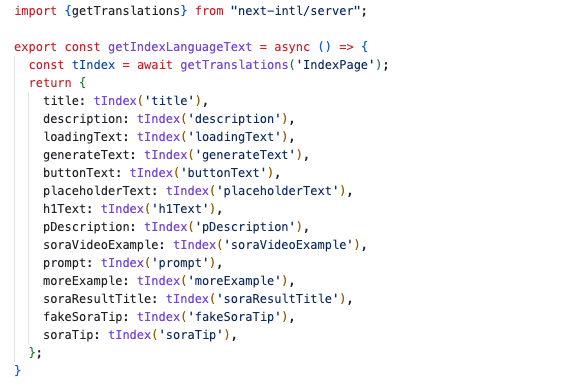 import {getTranslations} from "next-intl/server";

export const getIndexLanguageText = async () => {
  const tIndex = await getTranslations('IndexPage');
  return {
    title: tIndex('title'),
    description: tIndex('description'),
    loadingText: tIndex('loadingText'),
    generateText: tIndex('generateText'),
    buttonText: tIndex('buttonText'),
    placeholderText: tIndex('placeholderText'),
    h1Text: tIndex('h1Text'),
    pDescription: tIndex('pDescription'),
    soraVideoExample: tIndex('soraVideoExample'),
    prompt: tIndex('prompt'),
    moreExample: tIndex('moreExample'),
    soraResultTitle: tIndex('soraResultTitle'),
    fakeSoraTip: tIndex('fakeSoraTip'),
    soraTip: tIndex('soraTip'),
  };
}